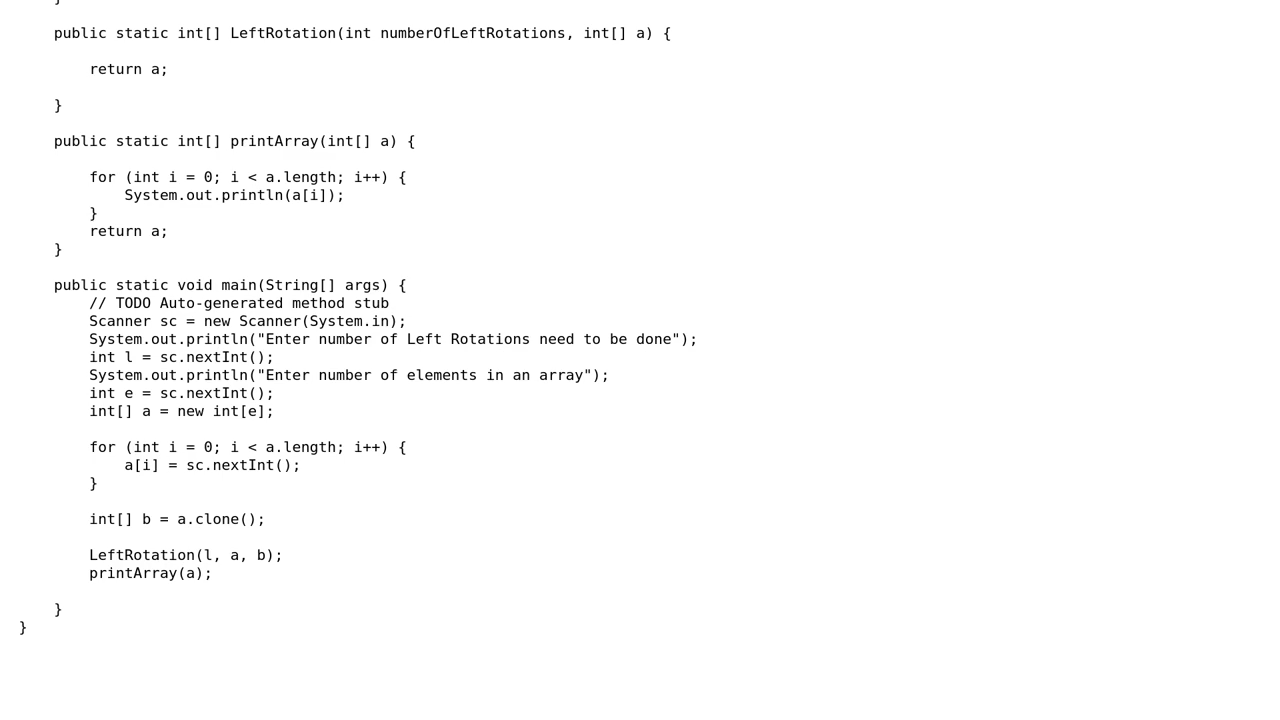 }
public static int[] LeftRotation(int numberOfLeftRotations, int[] a) {
return a;
}
public static int[] printArray(int[] a) {
for (int i = 0; i < a.length; i++) {
System.out.println(a[i]);
}
return a;
}
public static void main(String[] args) {
// TODO Auto-generated method stub
Scanner sc = new Scanner(System.in);
System.out.println("Enter number of Left Rotations need to be done");
int l = sc.nextInt();
System.out.println("Enter number of elements in an array");
int e = sc.nextInt();
int[] a = new int[e];
for (int i = 0; i < a.length; i++) {
a[i] = sc.nextInt();
}
int[] b = a.clone();
LeftRotation(l, a, b);
printArray(a);
}
}